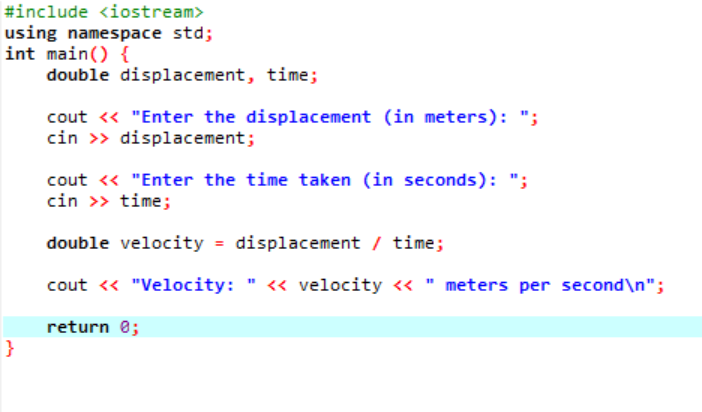 #include <iostream>
using namespace std;
int main() {
    double displacement, time;

    cout << "Enter the displacement (in meters): ";
    cin >> displacement;

    cout << "Enter the time taken (in seconds): ";
    cin >> time;

    double velocity = displacement / time;

    cout << "Velocity: " << velocity << " meters per second\n";

    return 0;
}